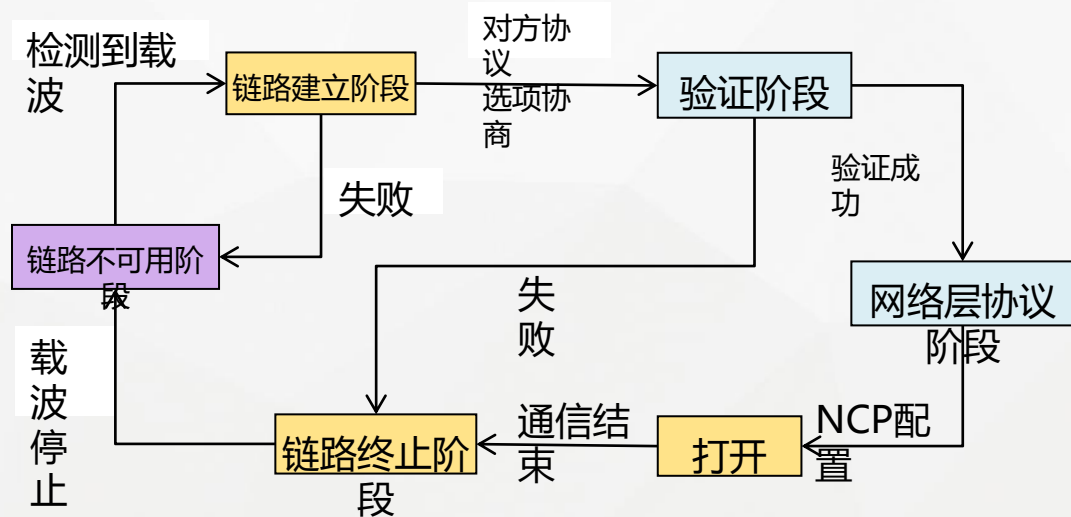 检测到载
波
链路建立阶段
对方协
议
选项协
商
验证阶段
验证成
功
失败
链路不可用阶
段
失
败
网络层协议
阶段
载
波
停
止
链路终止阶
段
通信结
束
打开
NCP配
置